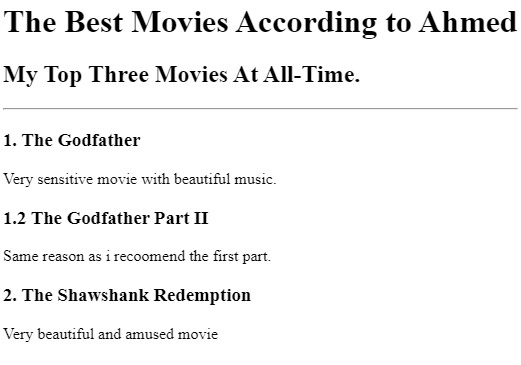 The Best Movies According to Ahmed
My Top Three Movies At All-Time.
1. The Godfather
Very sensitive movie with beautiful music.
1.2 The Godfather Part II
Same reason as i recoomend the first part.
2. The Shawshank Redemption
Very beautiful and amused movie